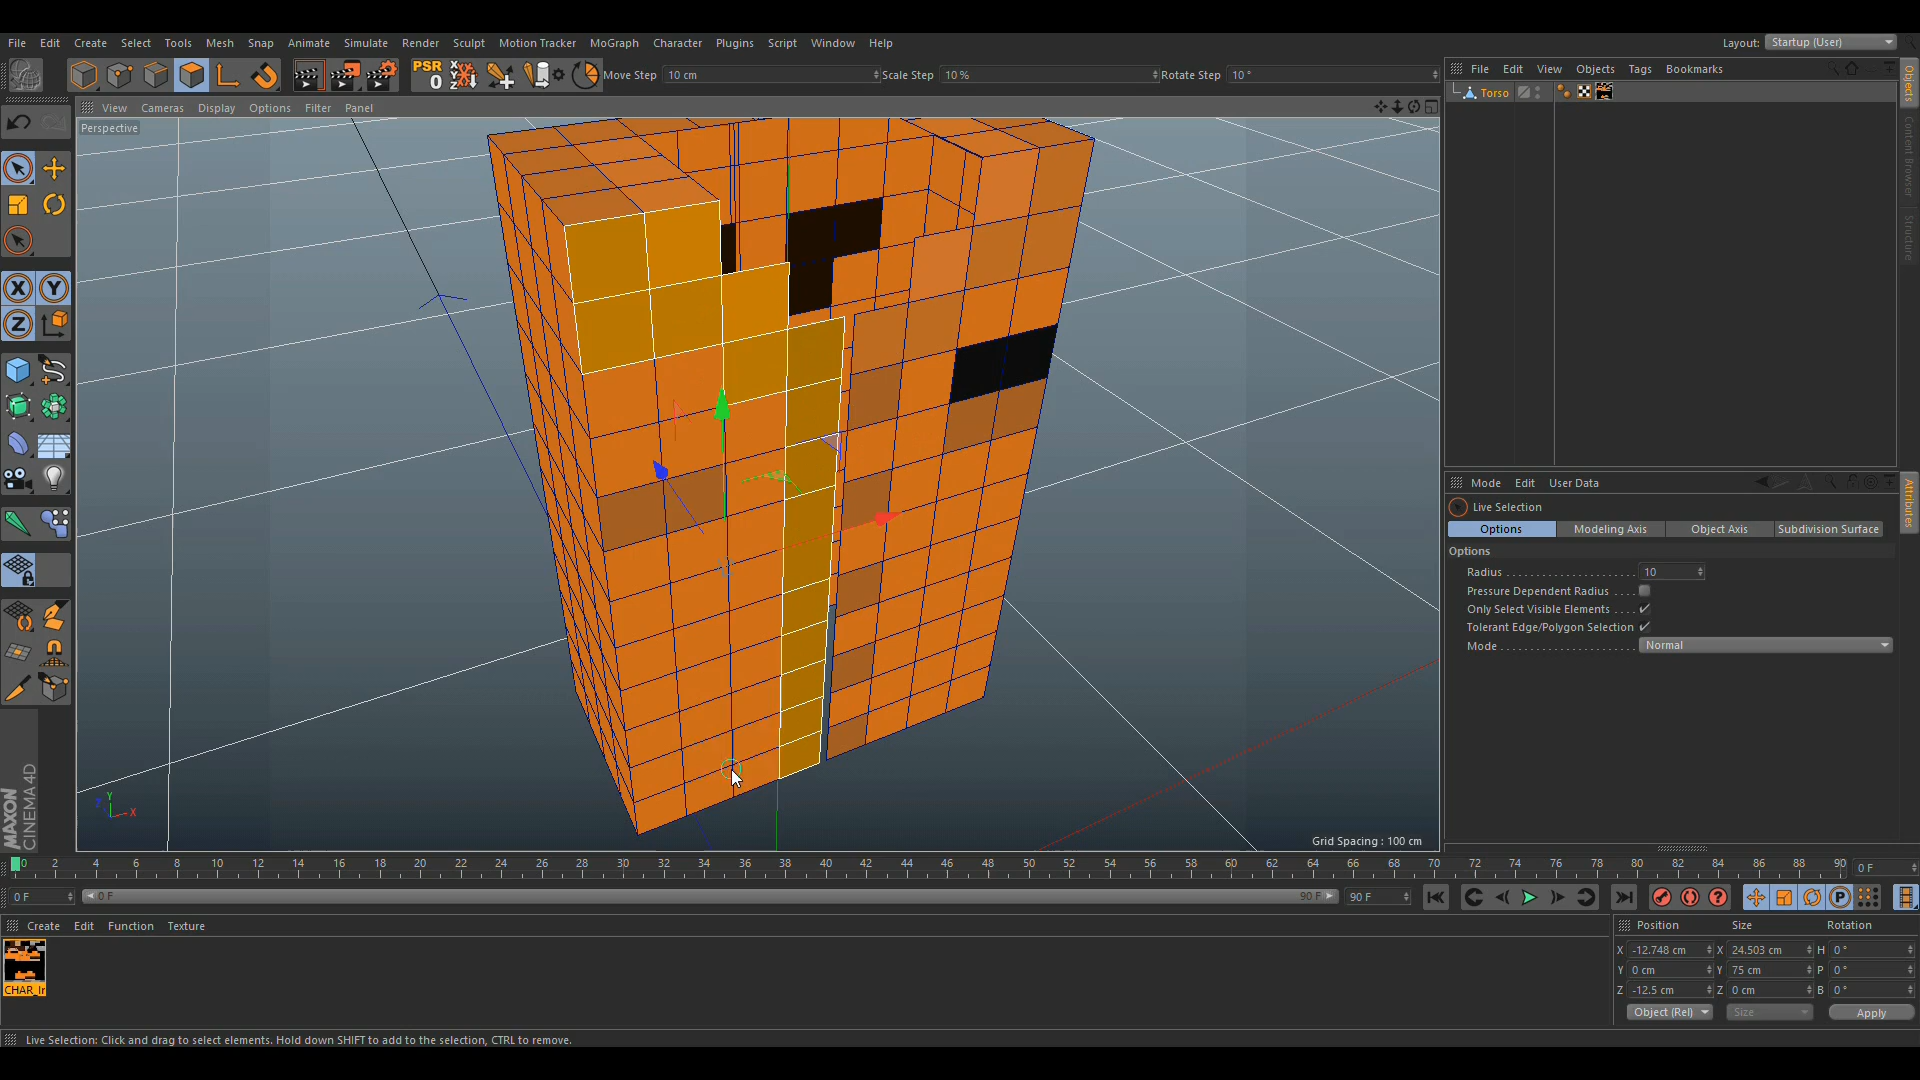 File Edit Create Select Tools Mesh Snap Animate Simulate Render Sculpt Motion Tracker MoGraph Character Plugins Script Window Help
Layout: Startup (User)
PSR
0
Move Step 10 cm Scale Step 10 % Rotate Step 10 °
File Edit View Objects Tags Bookmarks
Torso
Objects
Content Browser
Structure
View Cameras Display Options Filter Panel
Perspective
X Y
Z
Mode Edit User Data
Attributes
Live Selection
Options Modeling Axis Object Axis Subdivision Surface
Options
Radius 10
Pressure Dependent Radius
Only Select Visible Elements
Tolerant Edge/Polygon Selection
Mode Normal
Y
Z X
Grid Spacing : 100 cm
MAXON
CINEMA 4D
0 2 4 6 8 10 12 14 16 18 20 22 24 26 28 30 32 34 36 38 40 42 44 46 48 50 52 54 56 58 60 62 64 66 68 70 72 74 76 78 80 82 84 86 88 90 0 F
0 F 0 F 90 F 90 F
Create Edit Function Texture
CHAR_Ir
Position Size Rotation
X -12.748 cm X 24.503 cm H 0 °
Y 0 cm Y 75 cm P 0 °
Z -12.5 cm Z 0 cm B 0 °
Object (Rel) Size Apply
Live Selection: Click and drag to select elements. Hold down SHIFT to add to the selection, CTRL to remove.